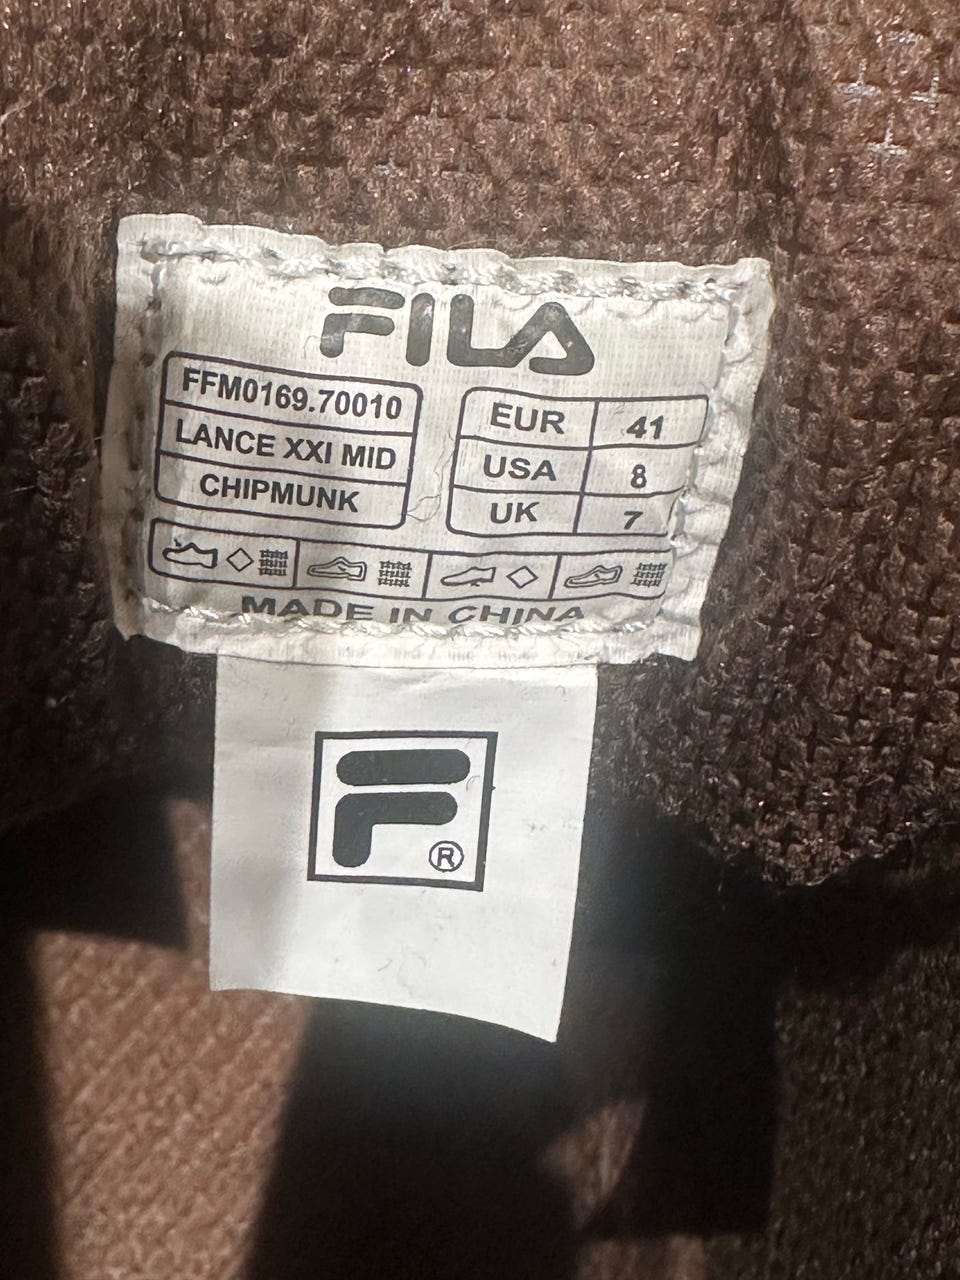 FILA
FFM0169.70010
LANCE XXI MID
CHIPMUNK
EUR 41
USA 8
UK 7
MADE IN CHINA
F ®